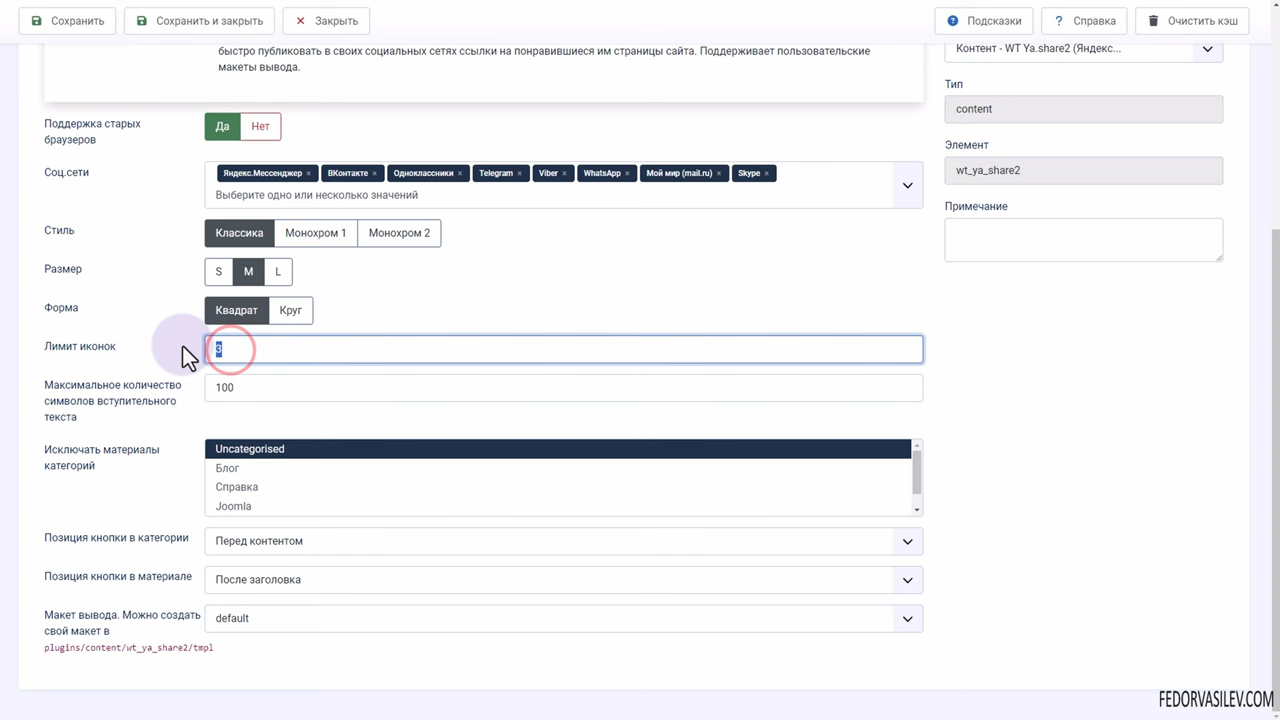 Сохранить
Сохранить и закрыть
Закрыть
Подсказки
Справка
Очистить кэш
быстро публиковать в своих социальных сетях ссылки на понравившиеся им страницы сайта. Поддерживает пользовательские
макеты вывода.
Контент - WT Ya.share2 (Яндекс...
Тип
content
Элемент
wt_ya_share2
Примечание
Поддержка старых
браузеров
Да
Нет
Соц.сети
Яндекс.Мессенджер ×
ВКонтакте ×
Одноклассники ×
Telegram ×
Viber ×
WhatsApp ×
Мой мир (mail.ru) ×
Skype ×
Выберите одно или несколько значений
Стиль
Классика
Монохром 1
Монохром 2
Размер
S
M
L
Форма
Квадрат
Круг
Лимит иконок
3
Максимальное количество
символов вступительного
текста
100
Исключать материалы
категорий
Uncategorised
Блог
Справка
Joomla
Позиция кнопки в категории
Перед контентом
Позиция кнопки в материале
После заголовка
Макет вывода. Можно создать
свой макет в
plugins/content/wt_ya_share2/tmpl
default
FEDORVASILEV.COM